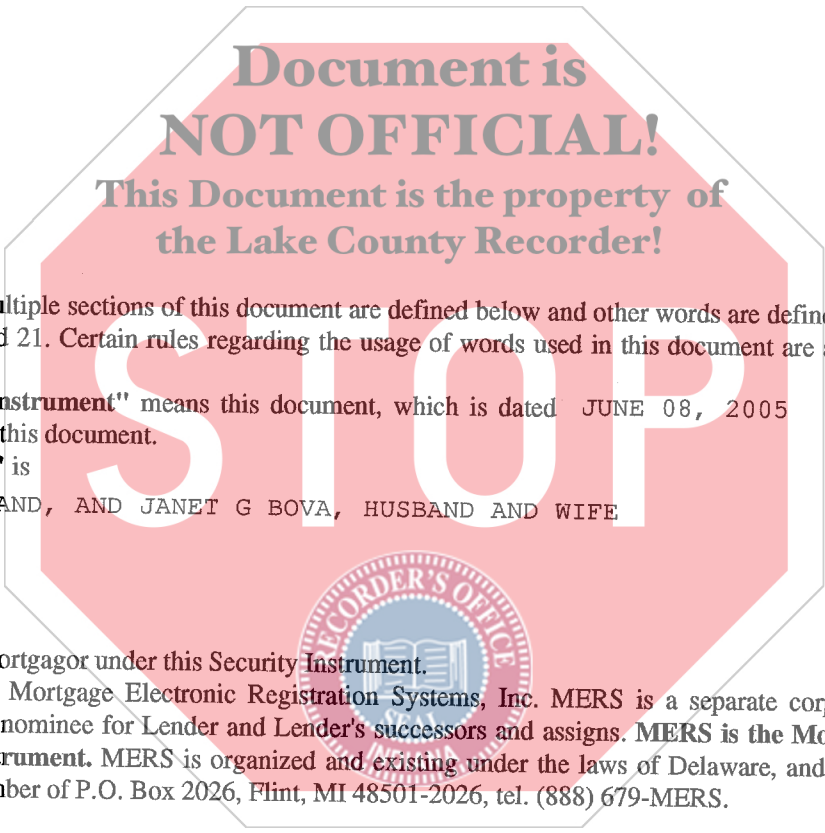 Document is
NOT OFFICIAL!
This Document is the property of
the Lake County Recorder!
ltiple sections of this document are defined below and other words are define
d 21. Certain rules regarding the usage of words used in this document are a
STOP
nstrument" means this document, which is dated JUNE 08, 2005
this document.
" is
AND, AND JANET G BOVA, HUSBAND AND WIFE
RECORDER'S OFFICE
ortgagor under this Security Instrument.
Mortgage Electronic Registration Systems, Inc. MERS is a separate cor
nominee for Lender and Lender's successors and assigns. MERS is the Mo
SEAL
trument. MERS is organized and existing under the laws of Delaware, and
INDIANA
ber of P.O. Box 2026, Flint, MI 48501-2026, tel. (888) 679-MERS.